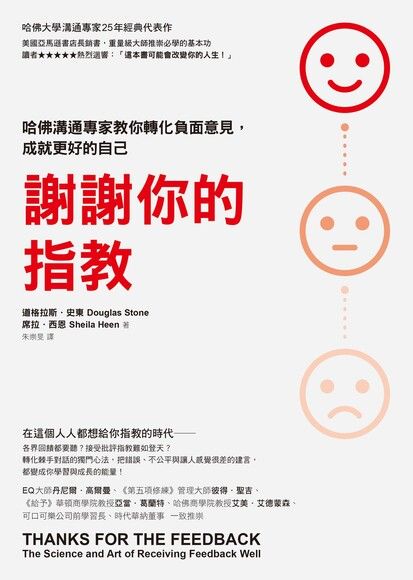 哈佛大學溝通專家25年經典代表作
美國亞馬遜書店長銷書，重量級大師推崇必學的基本功
讀者★★★★★熱烈迴響：「這本書可能會改變你的人生！」
哈佛溝通專家教你轉化負面意見，
成就更好的自己
謝謝你的
指教
道格拉斯・史東 Douglas Stone
席拉・西恩 Sheila Heen 著
朱崇旻 譯
在這個人人都想給你指教的時代──
各界回饋都要聽？接受批評指教難如登天？
轉化棘手對話的獨門心法，把錯誤、不公平與讓人感覺很差的建言，
都變成你學習與成長的能量！
EQ大師丹尼爾・高爾曼、《第五項修練》管理大師彼得・聖吉、
《給予》華頓商學院教授亞當・葛蘭特、哈佛商學院教授艾美・艾德蒙森、
可口可樂公司前學習長、時代華納董事 一致推崇
THANKS FOR THE FEEDBACK
The Science and Art of Receiving Feedback Well